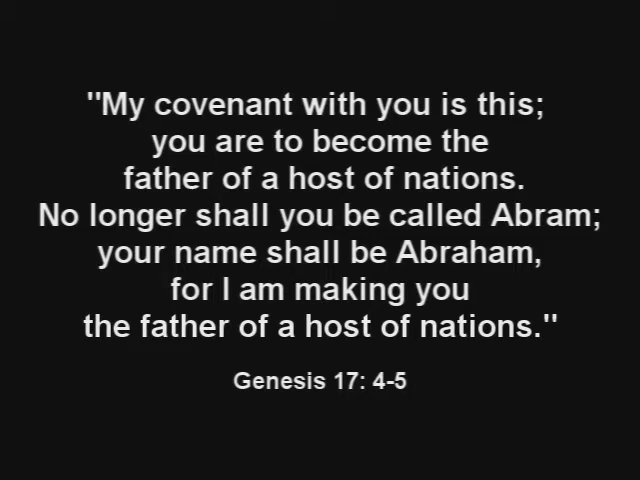 "My covenant with you is this;
you are to become the
father of a host of nations.
No longer shall you be called Abram;
your name shall be Abraham,
for I am making you
the father of a host of nations."
Genesis 17: 4-5